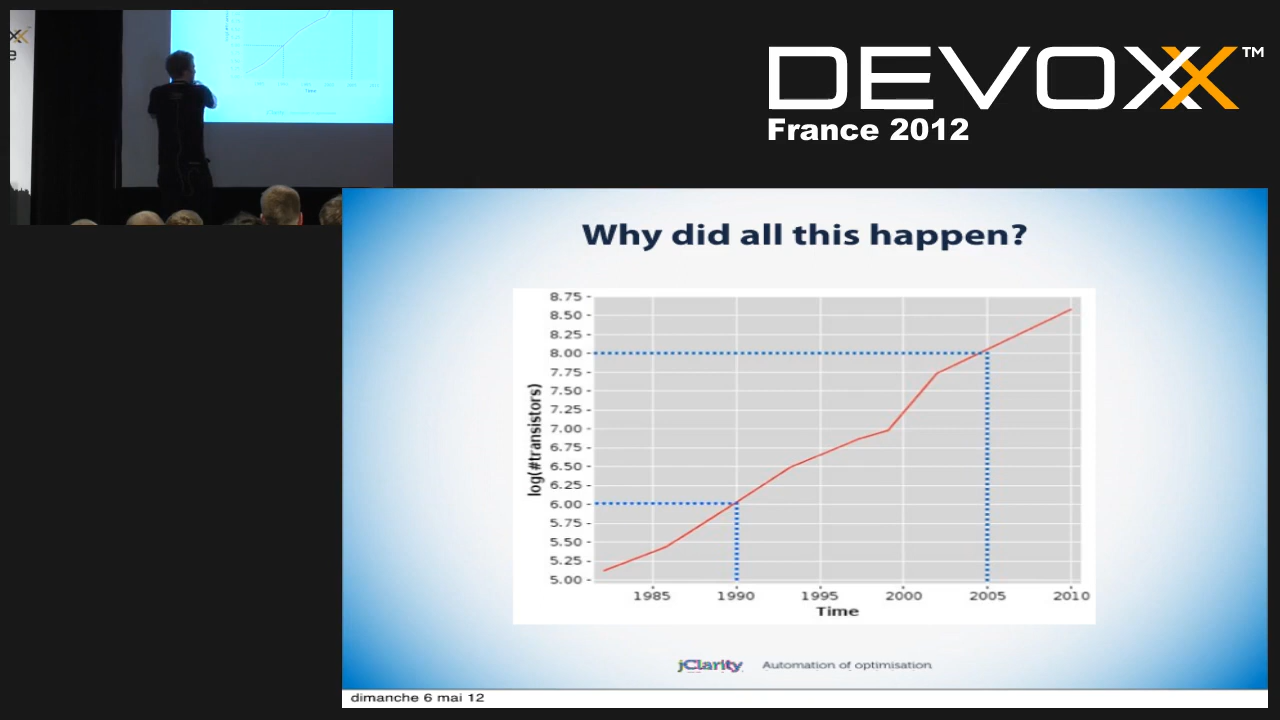 DEVOXX™
France 2012
Why did all this happen?
8.75
8.50
8.25
8.00
7.75
7.50
7.25
7.00
6.75
6.50
6.25
6.00
5.75
5.50
5.25
5.00
log(#transistors)
1985 1990 1995 2000 2005 2010
Time
jClarity Automation of optimisation
dimanche 6 mai 12